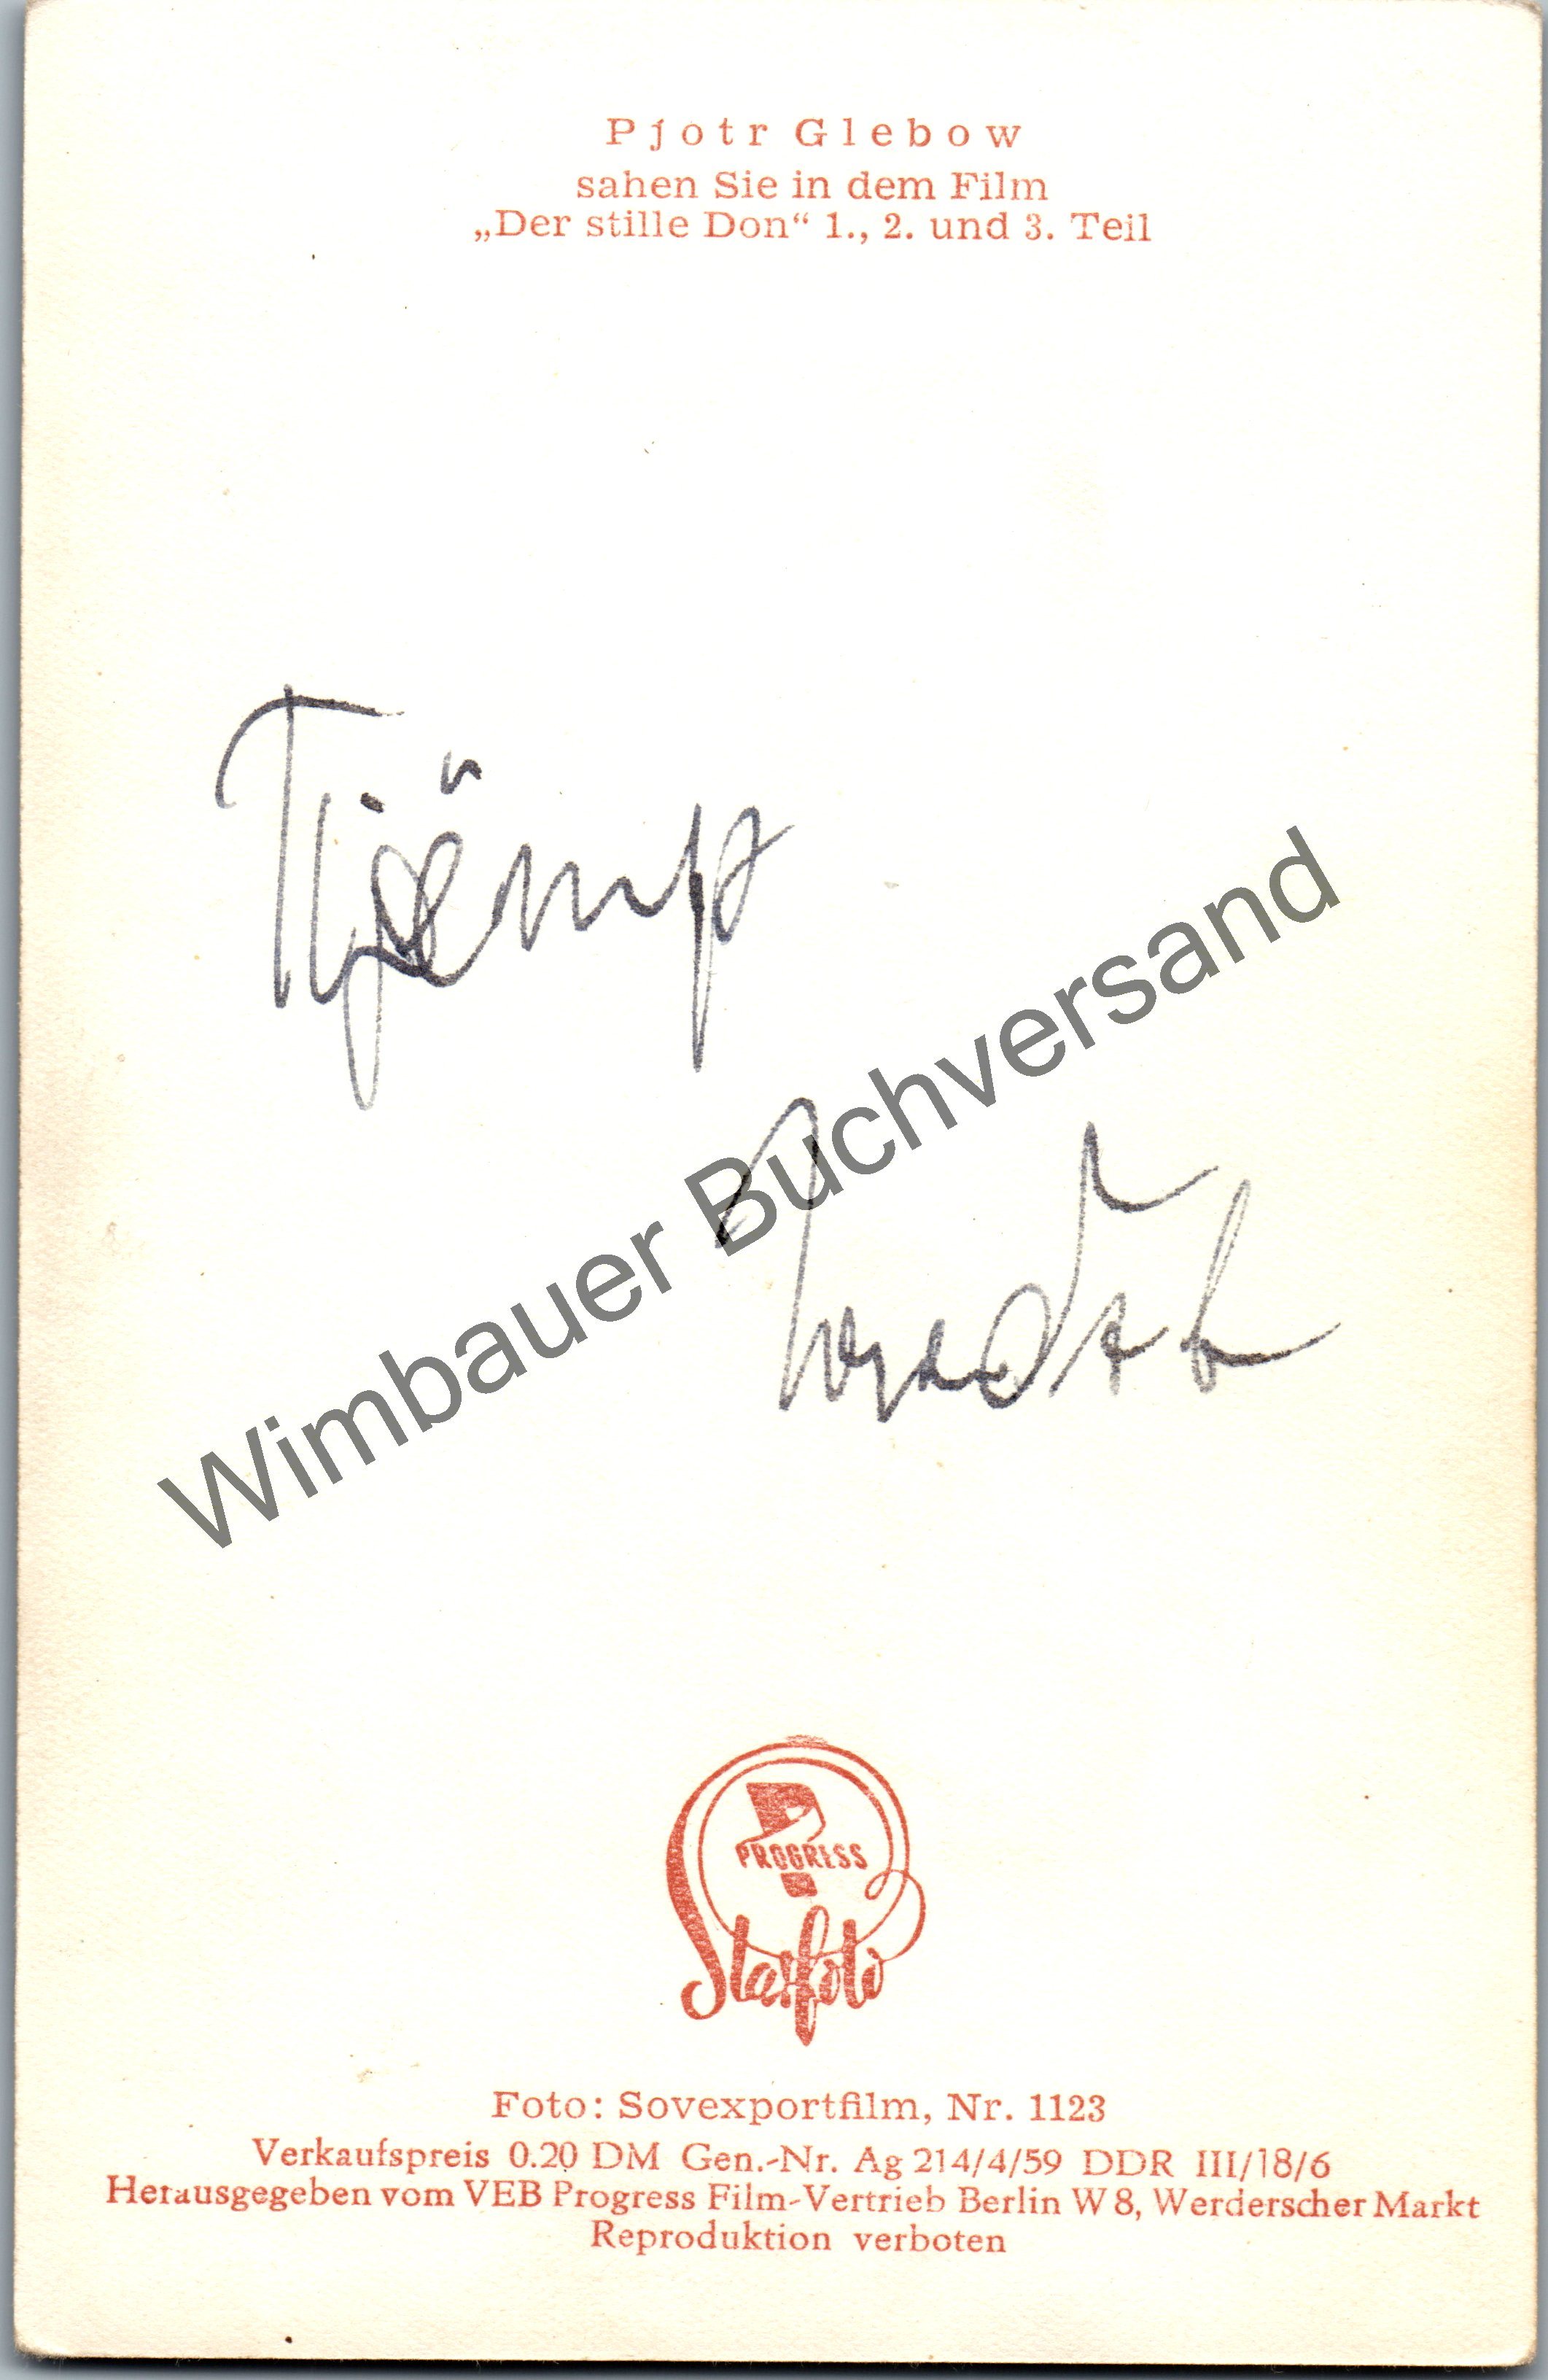 Pjotr Glebow
sahen Sie in dem Film
„Der stille Don“ 1., 2. und 3. Teil
Wimbauer Buchversand
PROGRESS
Starfoto
Foto: Sovexportfilm, Nr. 1123
Verkaufspreis 0.20 DM Gen.-Nr. Ag 214/4/59 DDR III/18/6
Herausgegeben vom VEB Progress Film-Vertrieb Berlin W 8, Werderscher Markt
Reproduktion verboten